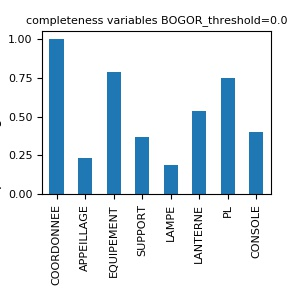 completeness variables BOGOR_threshold=0.0
1.00
0.75
0.50
0.25
0.00
COORDONNEE
APPEILLAGE
EQUIPEMENT
SUPPORT
LAMPE
LANTERNE
PL
CONSOLE